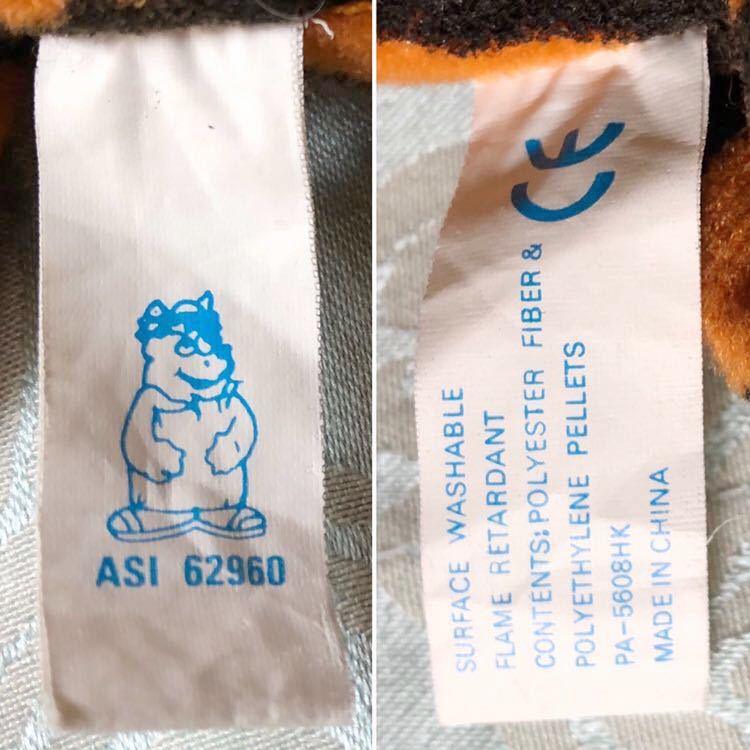 ASI 62960
CE
SURFACE WASHABLE
FLAME RETARDANT
CONTENTS: POLYESTER FIBER &
POLYETHYLENE PELLETS
PA-5608HK
MADE IN CHINA